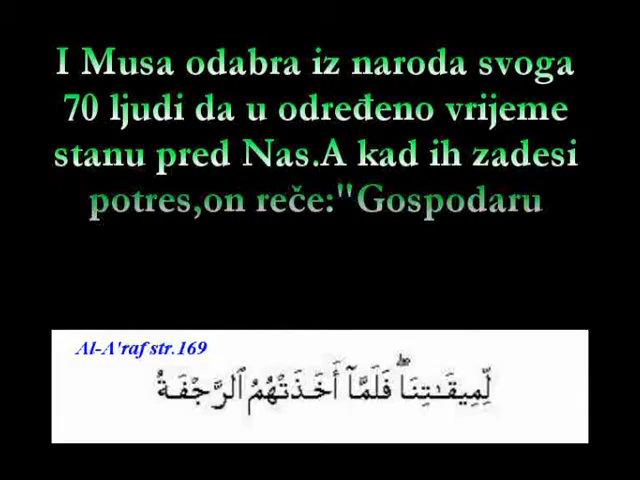 I Musa odabra iz naroda svoga
70 ljudi da u određeno vrijeme
stanu pred Nas.A kad ih zadesi
potres,on reče:"Gospodaru
Al-A'raf str.169
لِّمِيقَـٰتِنَا ۖ فَلَمَّآ أَخَذَتْهُمُ ٱلرَّجْفَةُ